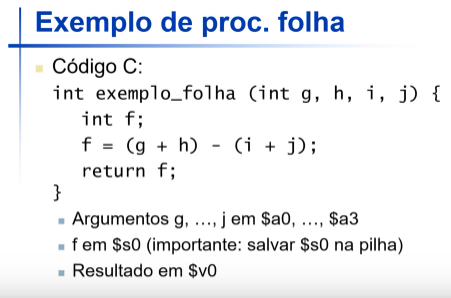 Exemplo de proc. folha
Código C:
int exemplo_folha (int g, h, i, j) {
int f;
f = (g + h) - (i + j);
return f;
}
Argumentos g, ..., j em $a0, ..., $a3
f em $s0 (importante: salvar $s0 na pilha)
Resultado em $v0